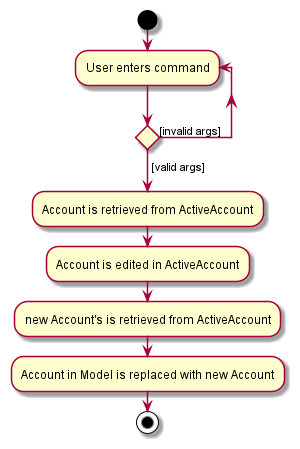 User enters command
[invalid args]
[valid args]
Account is retrieved from ActiveAccount
Account is edited in ActiveAccount
new Account's is retrieved from ActiveAccount
Account in Model is replaced with new Account